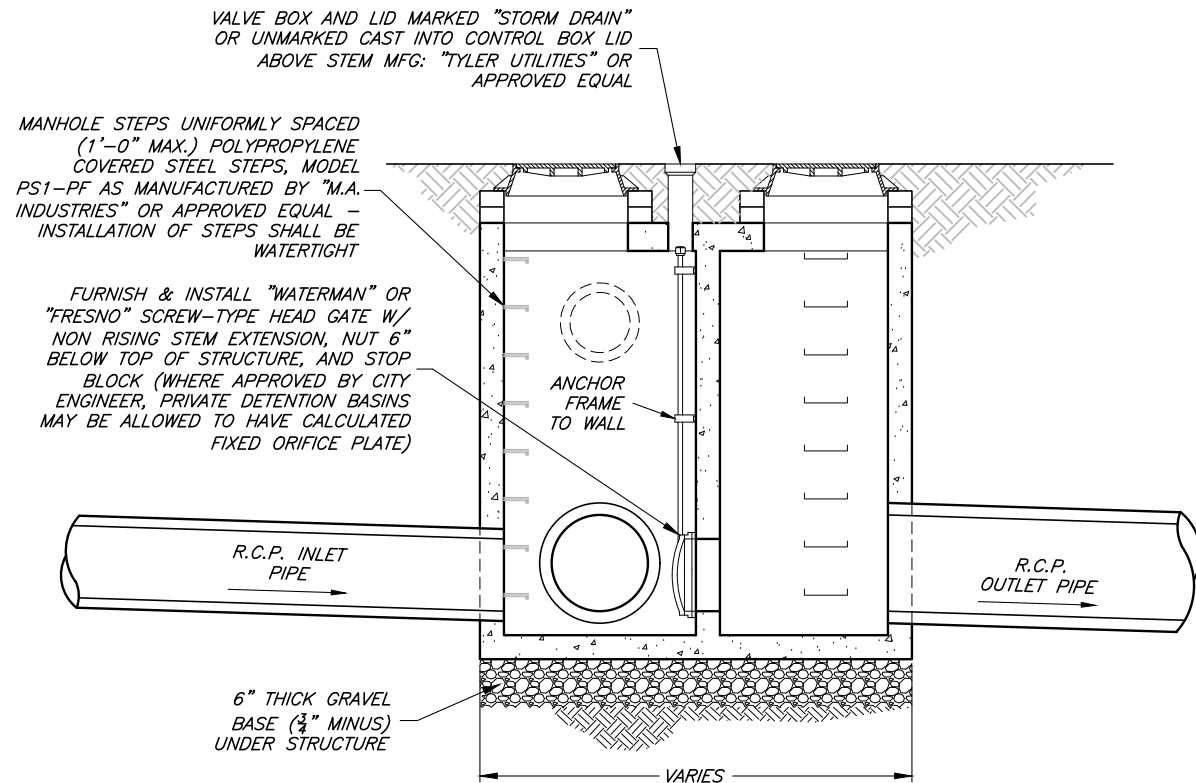 VALVE BOX AND LID MARKED "STORM DRAIN"
OR UNMARKED CAST INTO CONTROL BOX LID
ABOVE STEM MFG: "TYLER UTILITIES" OR
APPROVED EQUAL
MANHOLE STEPS UNIFORMLY SPACED
(1'-0" MAX.) POLYPROPYLENE
COVERED STEEL STEPS, MODEL
PS1-PF AS MANUFACTURED BY "M.A.
INDUSTRIES" OR APPROVED EQUAL –
INSTALLATION OF STEPS SHALL BE
WATERTIGHT
FURNISH & INSTALL "WATERMAN" OR
"FRESNO" SCREW-TYPE HEAD GATE W/
NON RISING STEM EXTENSION, NUT 6"
BELOW TOP OF STRUCTURE, AND STOP
BLOCK (WHERE APPROVED BY CITY
ENGINEER, PRIVATE DETENTION BASINS
MAY BE ALLOWED TO HAVE CALCULATED
FIXED ORIFICE PLATE)
ANCHOR
FRAME
TO WALL
R.C.P. INLET
PIPE
R.C.P.
OUTLET PIPE
6" THICK GRAVEL
BASE (3/4" MINUS)
UNDER STRUCTURE
VARIES